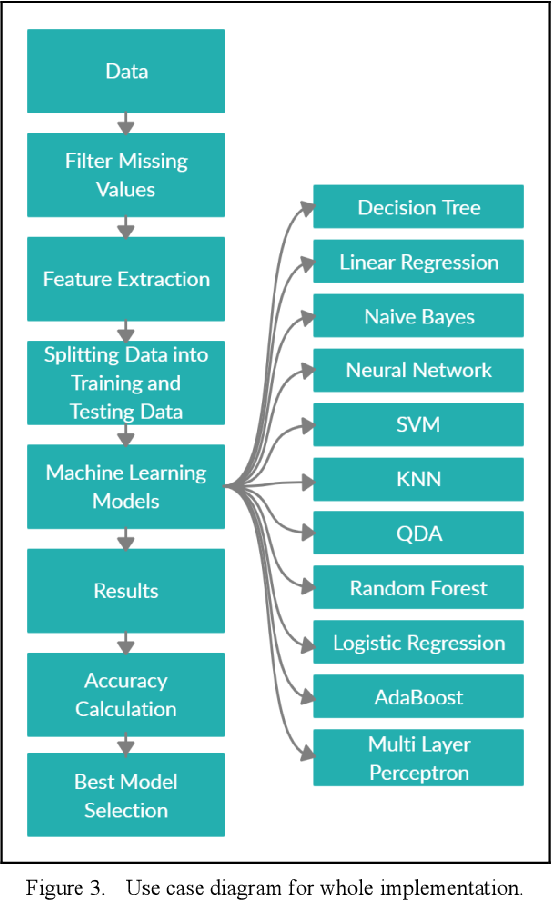 Data
Filter Missing
Values
Feature Extraction
Splitting Data into
Training and
Testing Data
Machine Learning
Models
Results
Accuracy
Calculation
Best Model
Selection
Decision Tree
Linear Regression
Naive Bayes
Neural Network
SVM
KNN
QDA
Random Forest
Logistic Regression
AdaBoost
Multi Layer
Perceptron
Figure 3. Use case diagram for whole implementation.